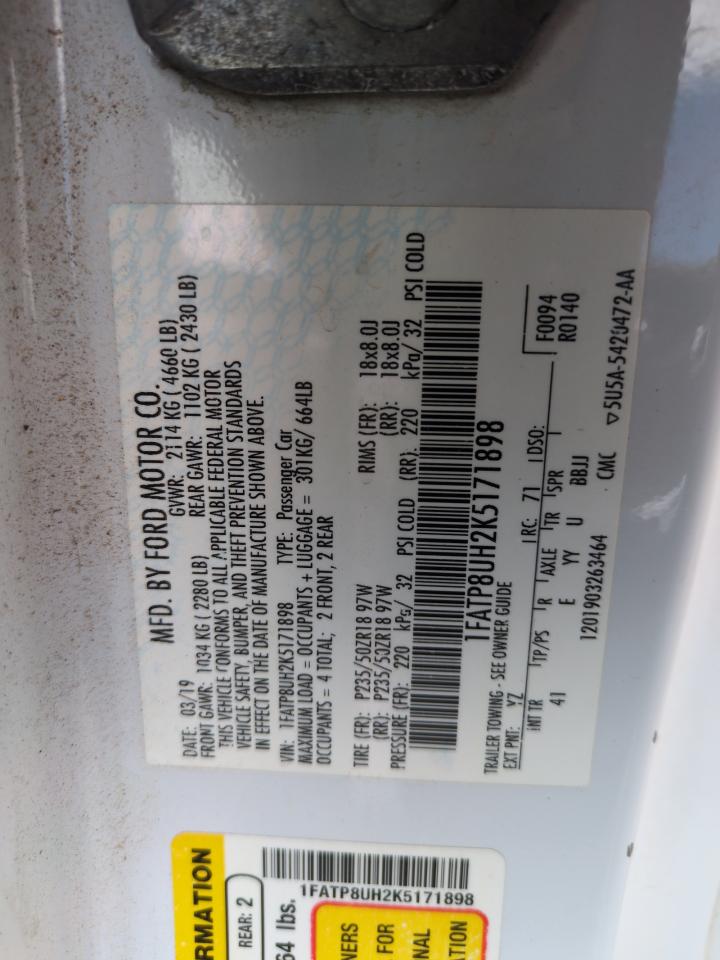 MFD. BY FORD MOTOR CO.
DATE: 03/19 GVWR: 2114 KG ( 4660 LB)
FRONT GAWR: 1034 KG ( 2280 LB) REAR GAWR: 1102 KG ( 2430 LB)
THIS VEHICLE CONFORMS TO ALL APPLICABLE FEDERAL MOTOR
VEHICLE SAFETY, BUMPER, AND THEFT PREVENTION STANDARDS
IN EFFECT ON THE DATE OF MANUFACTURE SHOWN ABOVE.
VIN: 1FATP8UH2K5171898 TYPE: Passenger Car
MAXIMUM LOAD = OCCUPANTS + LUGGAGE = 301KG/ 664LB
OCCUPANTS = 4 TOTAL; 2 FRONT, 2 REAR
TIRE (FR): P235/50ZR18 97W RIMS (FR): 18x8.0J
(RR): P235/50ZR18 97W (RR): 18x8.0J
PRESSURE (FR): 220 kPa/ 32 PSI COLD (RR): 220 kPa/ 32 PSI COLD
1FATP8UH2K5171898
TRAILER TOWING - SEE OWNER GUIDE
EXT PNT: YZ RC: 71 DSO: F0094
R0140
INT TR TP/PS R AXLE TR SPR
41 E YY U BBJJ
1201903263464 CMC ▽5U5A-5420472-AA
RMATION
REAR: 2
64 lbs.
1FATP8UH2K5171898
NERS
FOR
NAL
TION